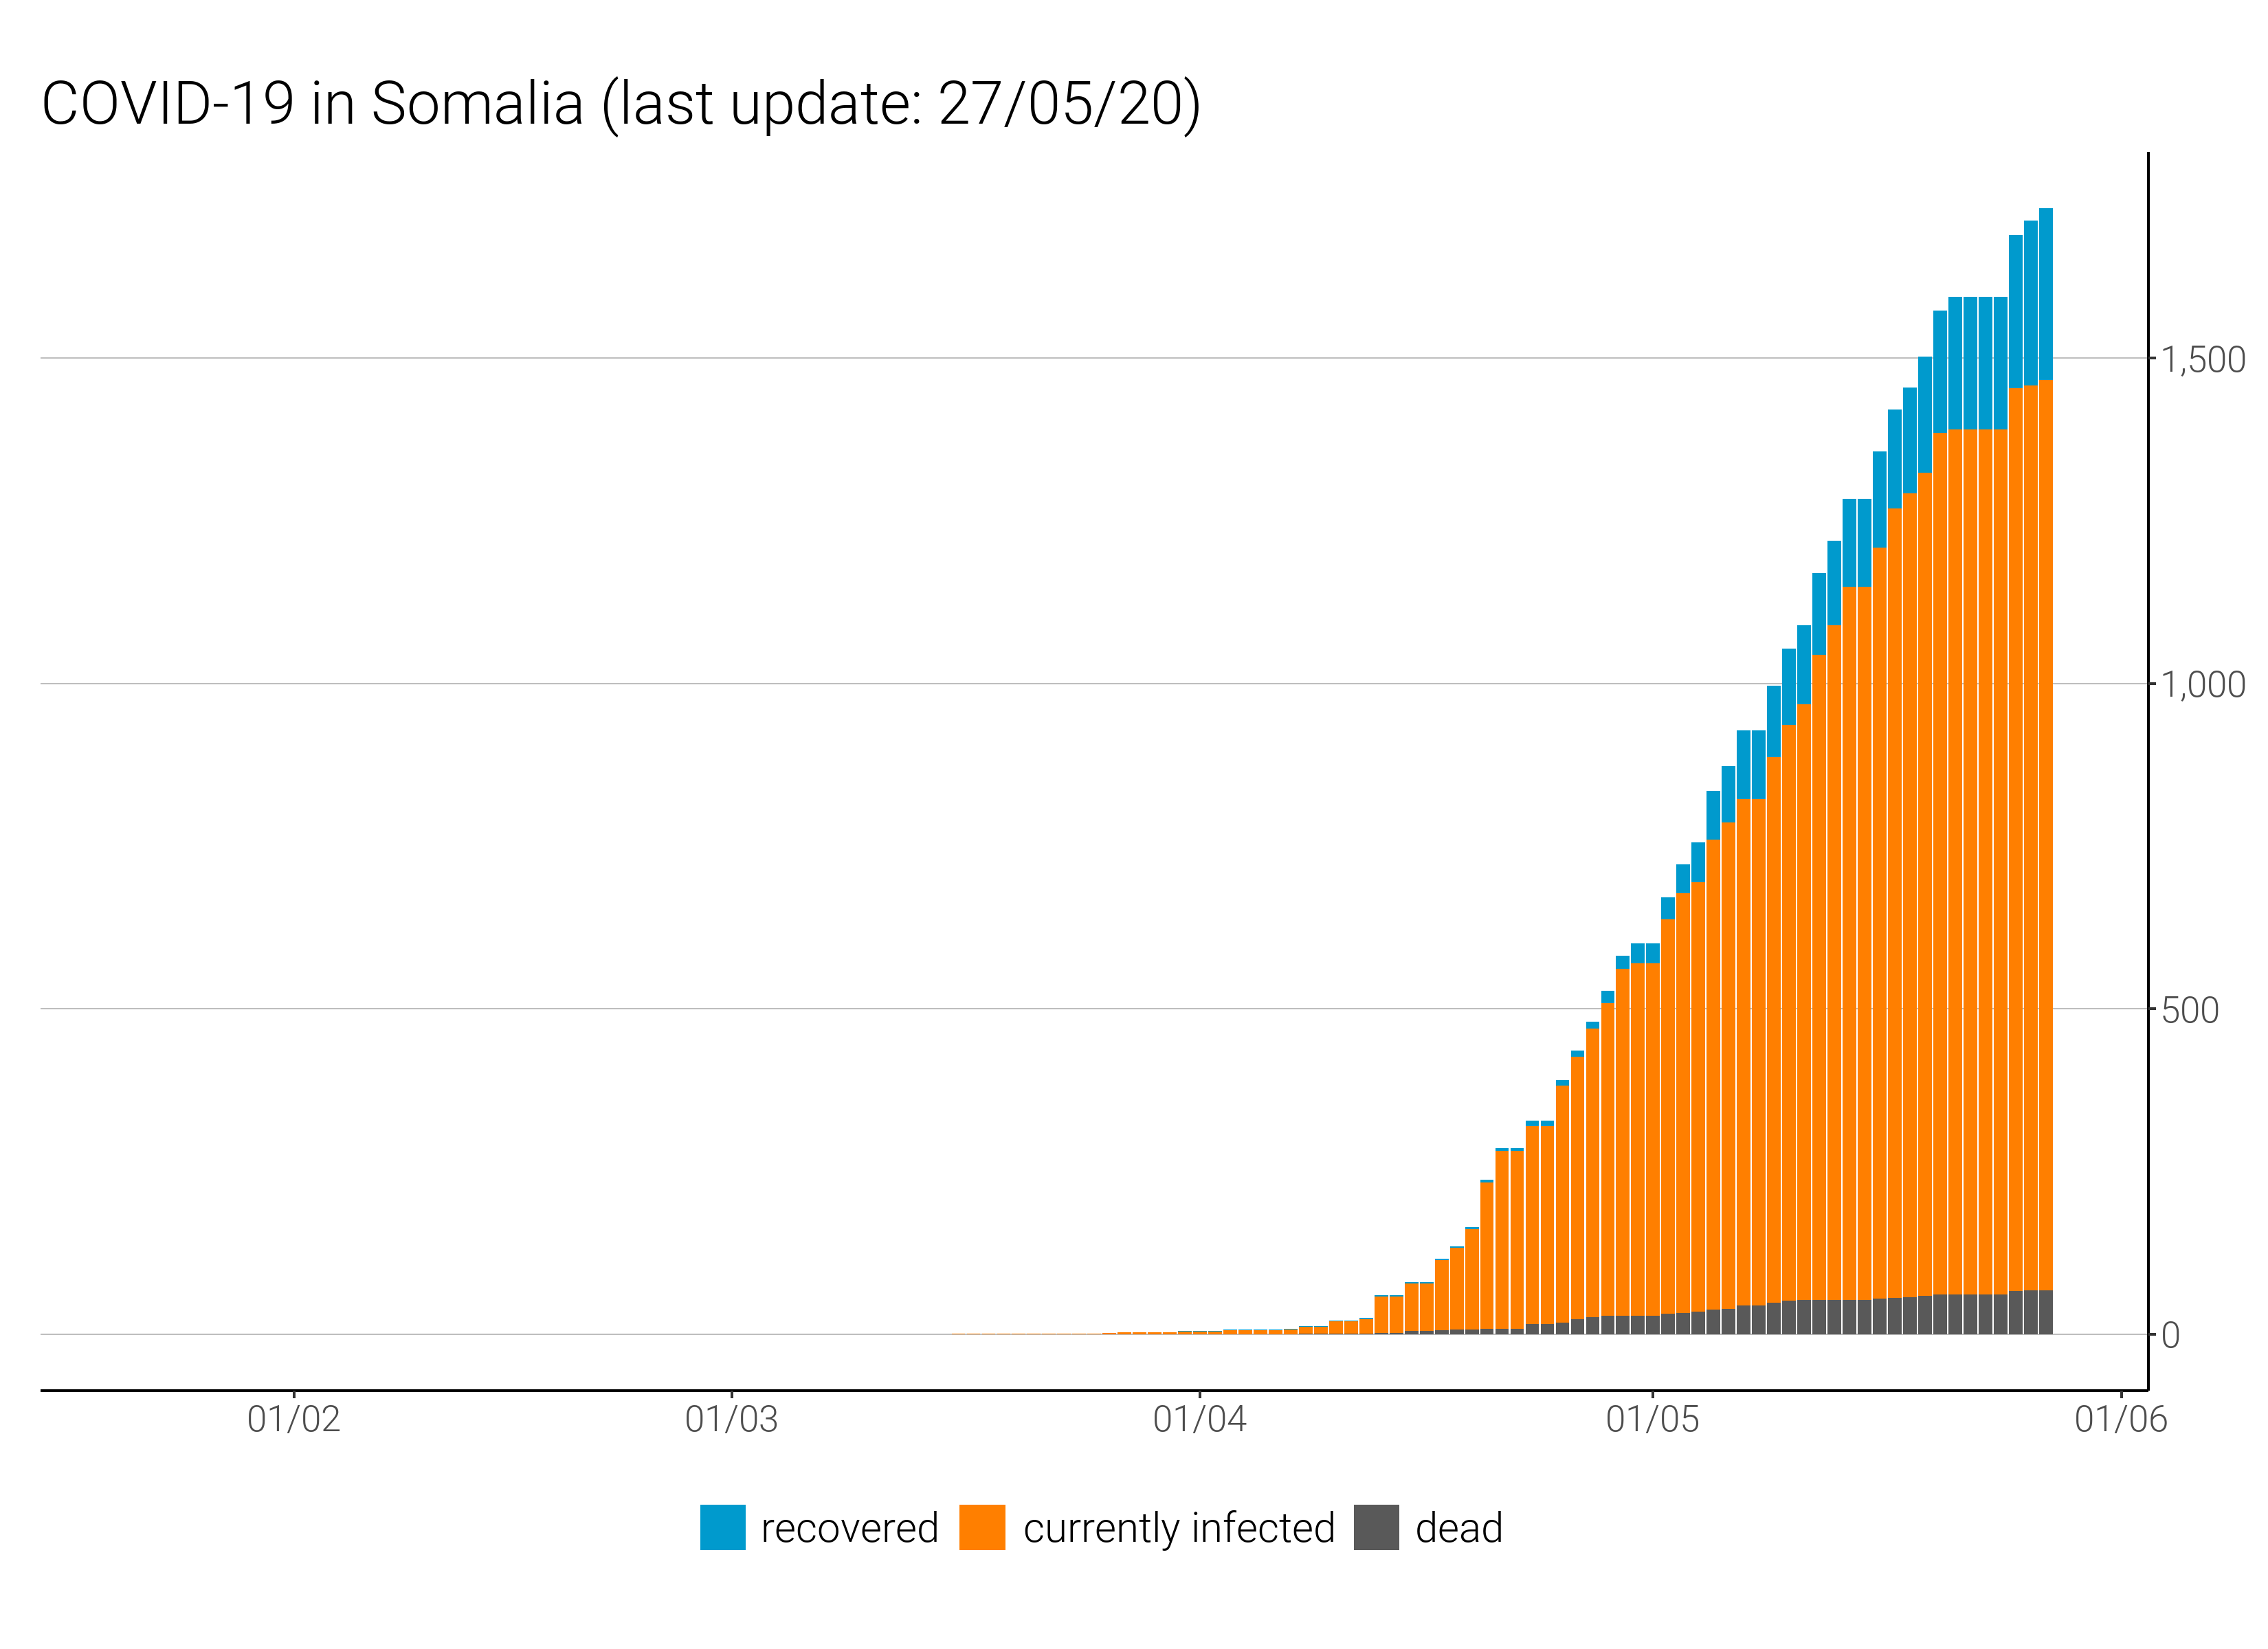 COVID-19 in Somalia (last update: 27/05/20)
1,500
1,000
500
0
01/02 01/03 01/04 01/05 01/06
recovered currently infected dead